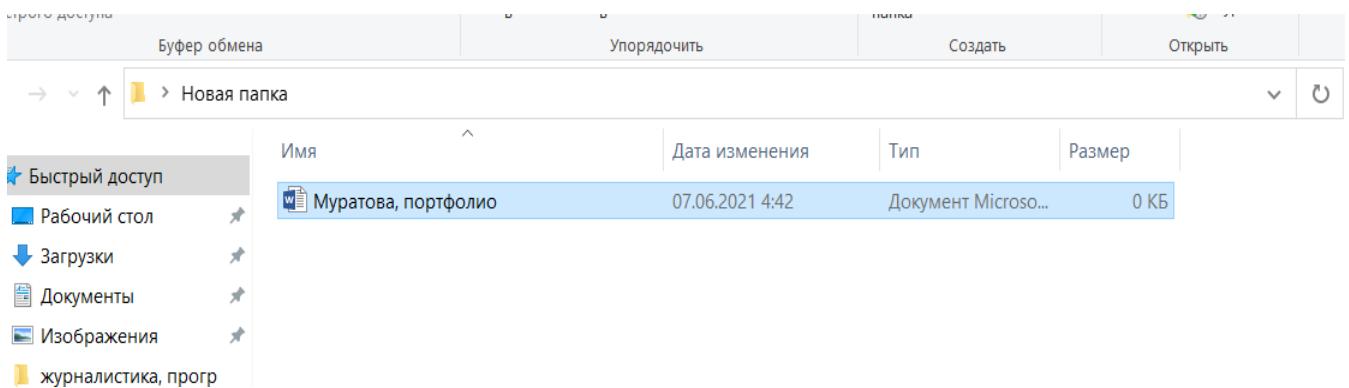 Буфер обмена Упорядочить Создать Открыть
Новая папка
Имя Дата изменения Тип Размер
Быстрый доступ
Муратова, портфолио 07.06.2021 4:42 Документ Microso... 0 КБ
Рабочий стол
Загрузки
Документы
Изображения
журналистика, прогр